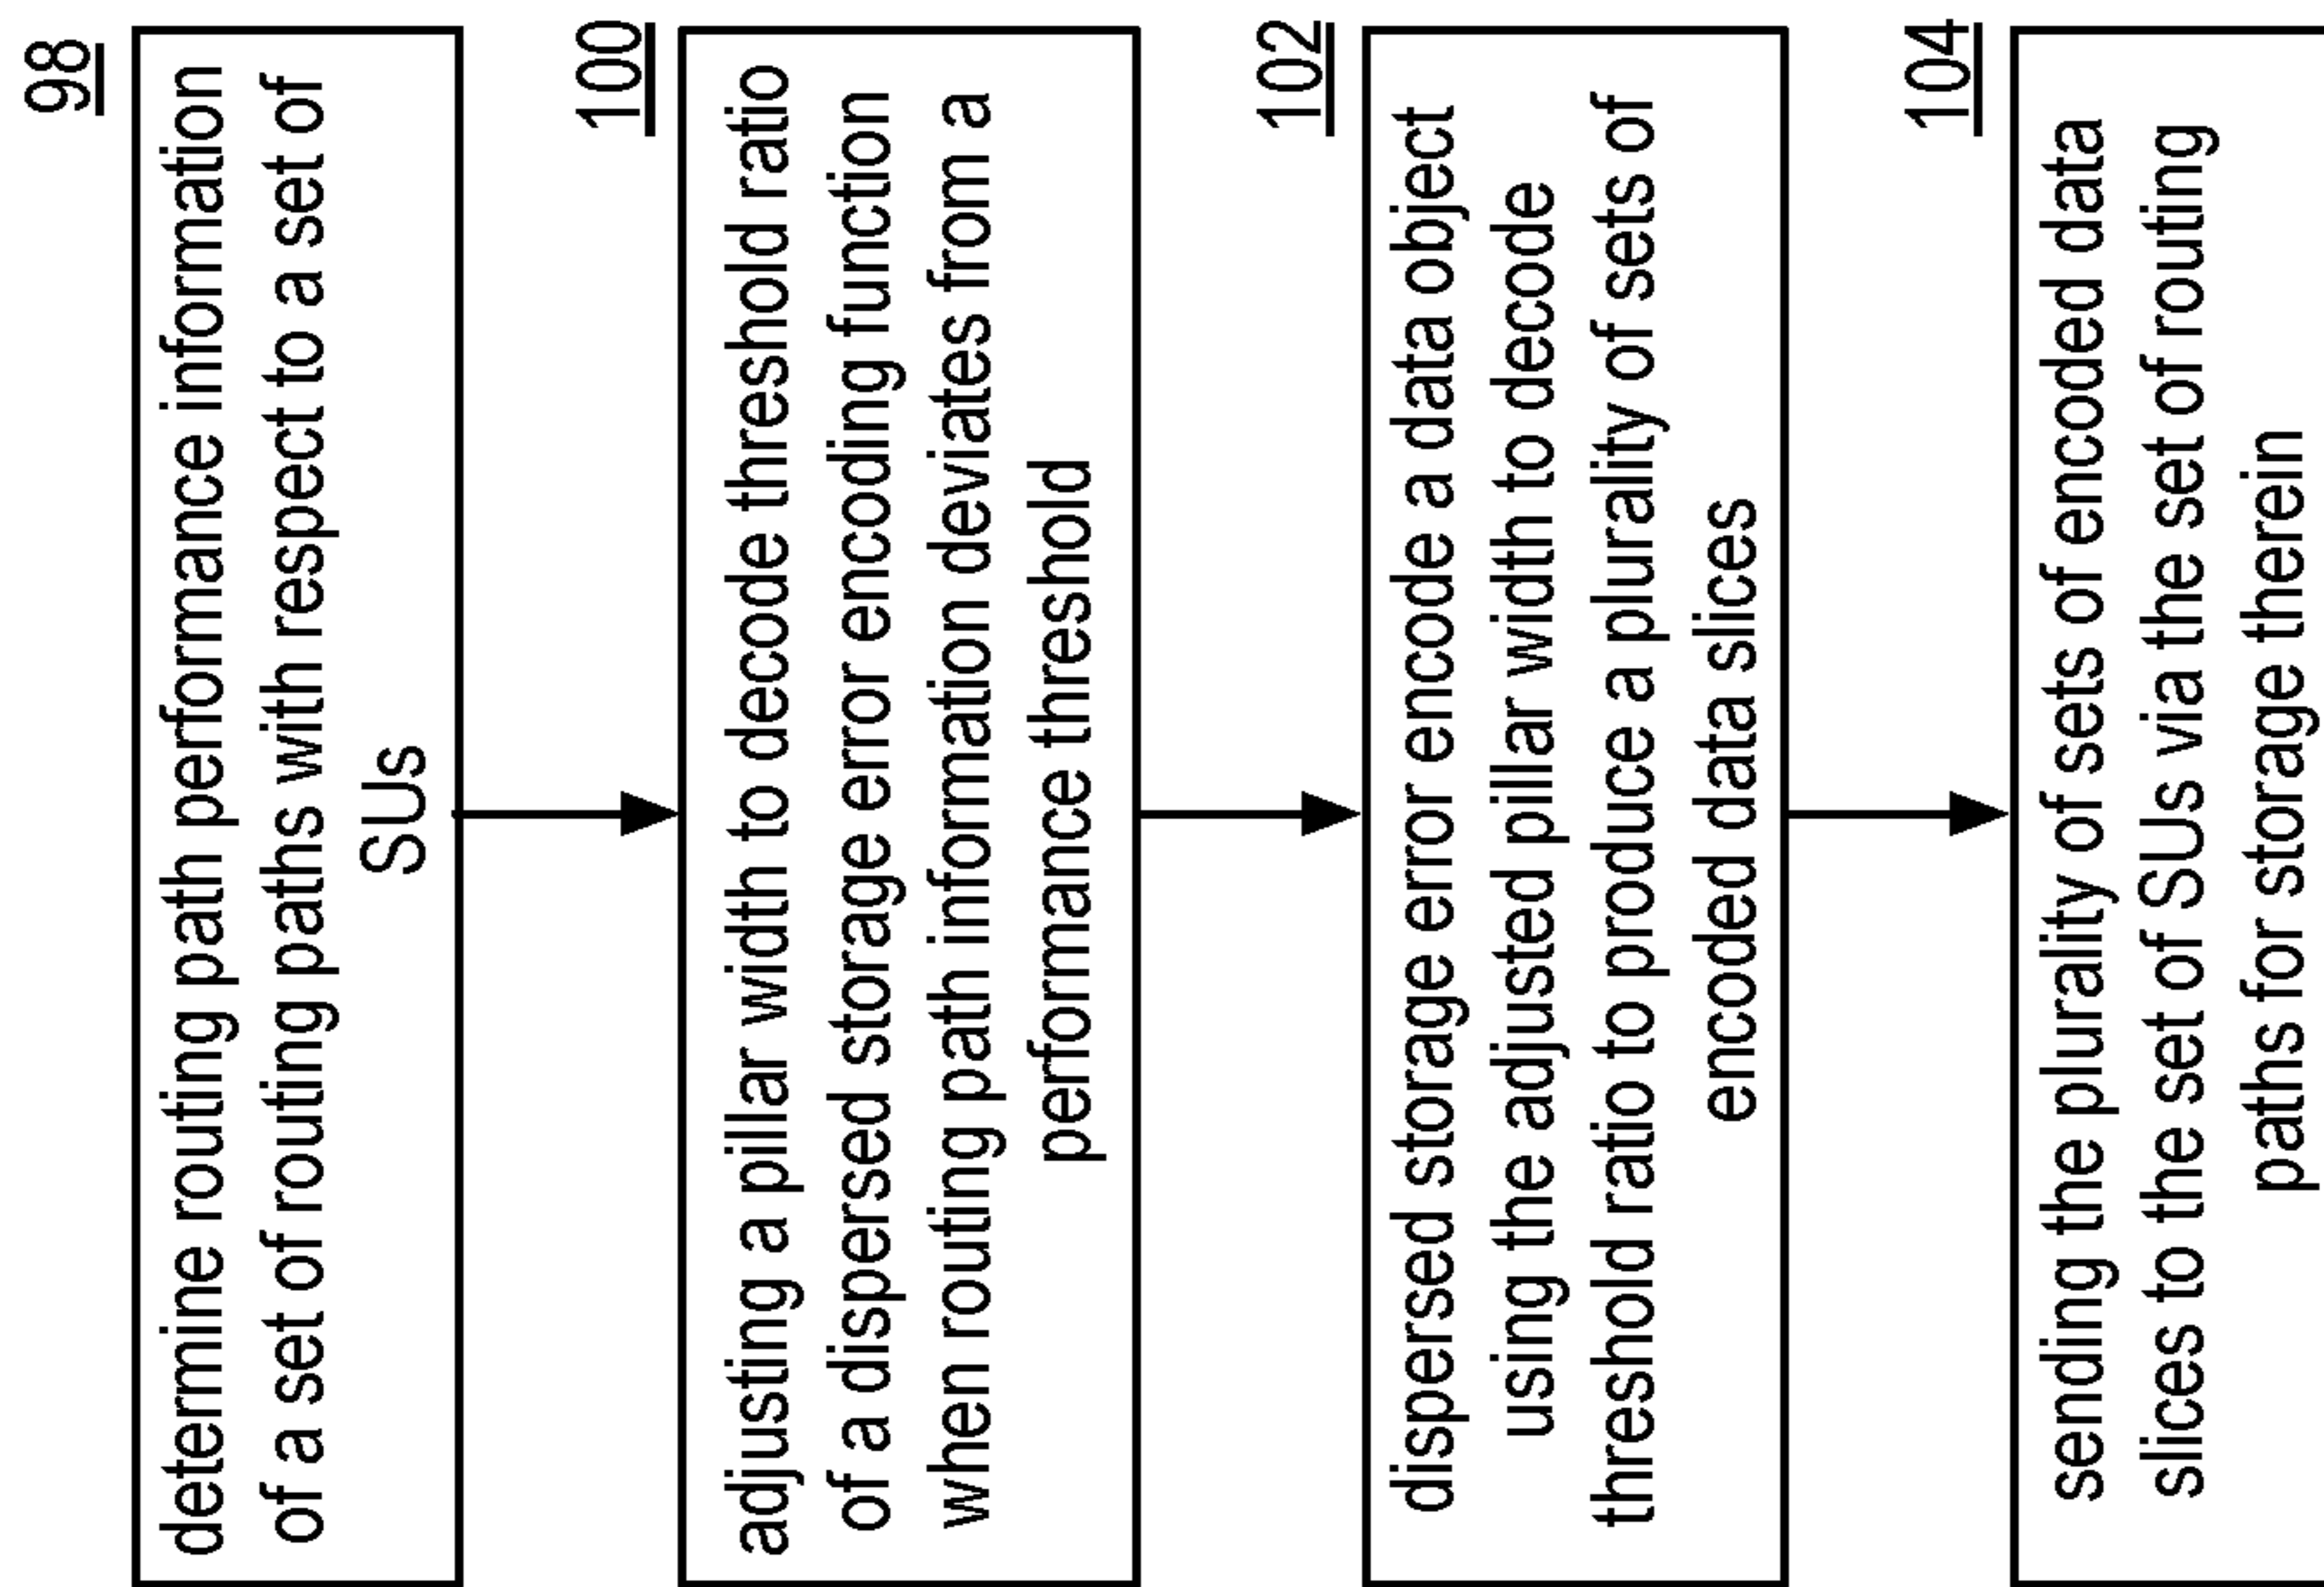 98
determine routing path performance information
of a set of routing paths with respect to a set of
SUs
100
adjusting a pillar width to decode threshold ratio
of a dispersed storage error encoding function
when routing path information deviates from a
performance threshold
102
dispersed storage error encode a data object
using the adjusted pillar width to decode
threshold ratio to produce a plurality of sets of
encoded data slices
104
sending the plurality of sets of encoded data
slices to the set of SUs via the set of routing
paths for storage therein